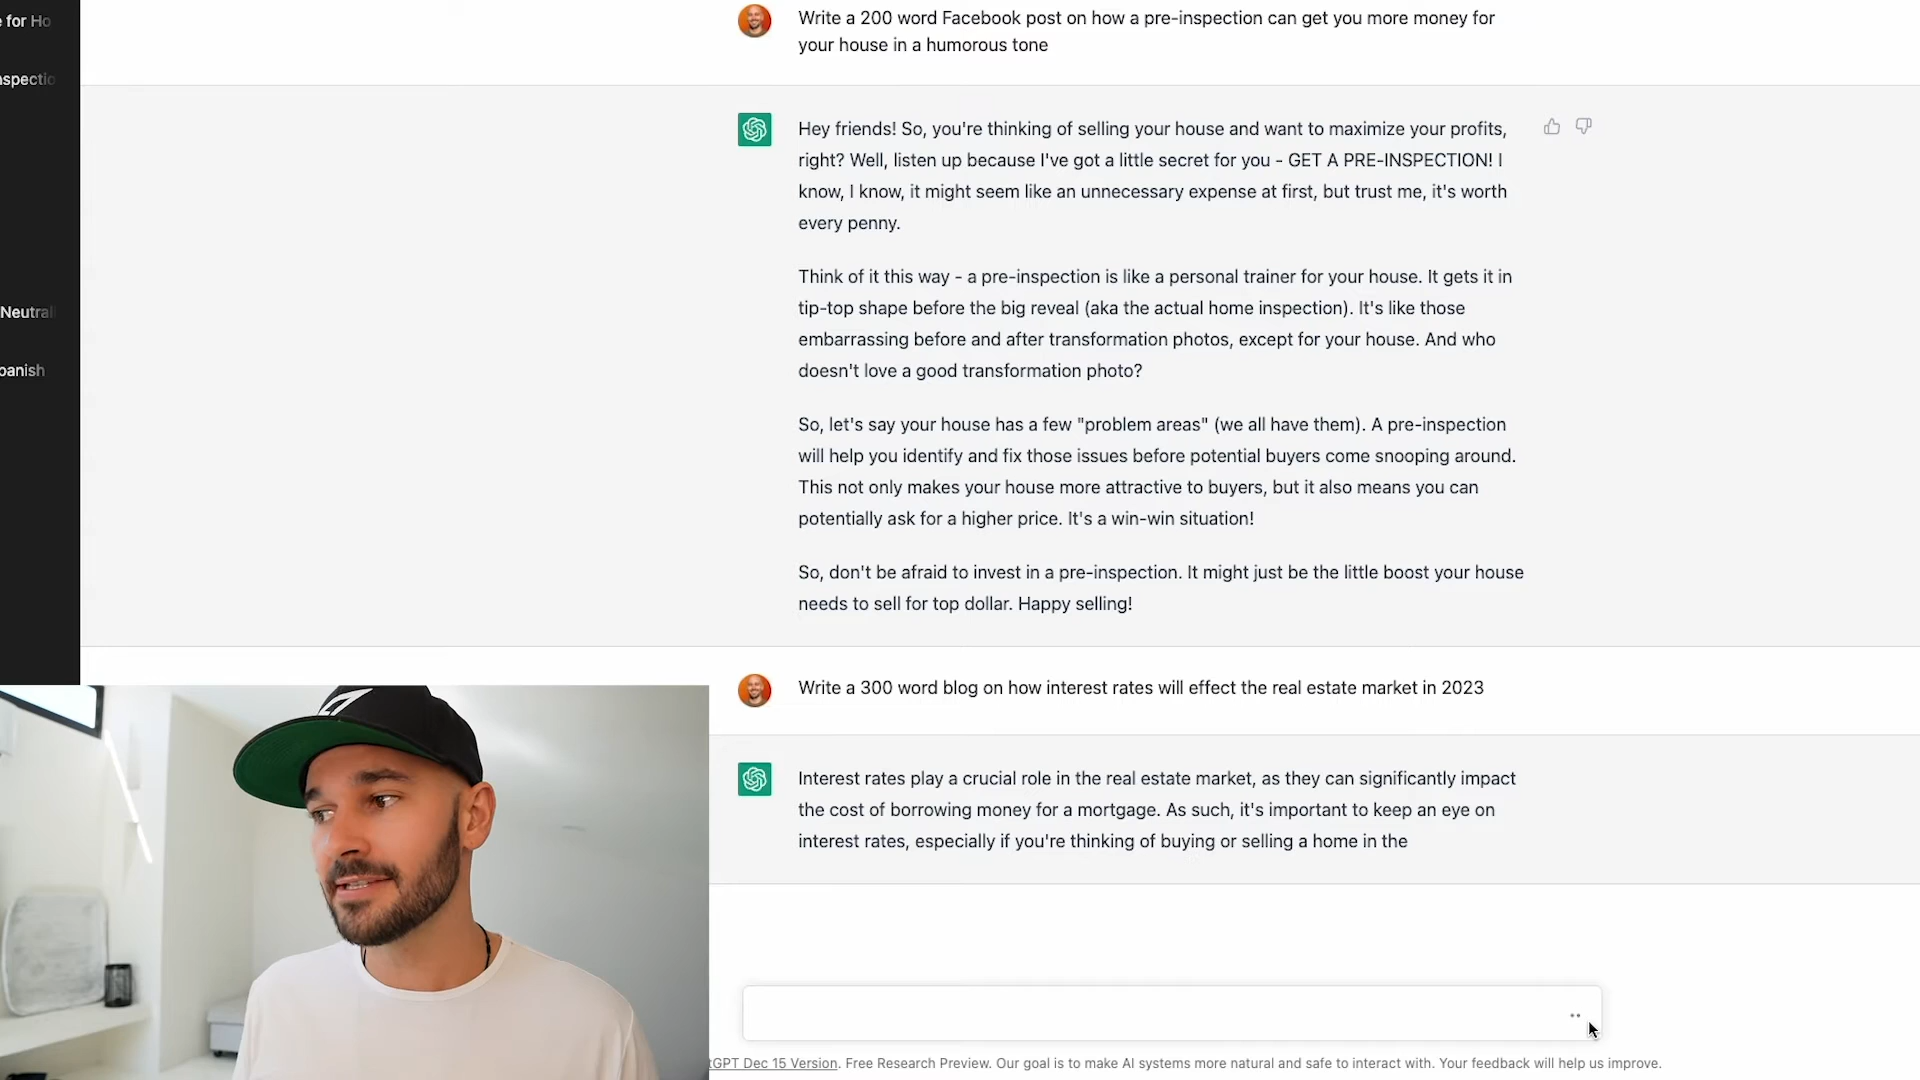 for Ho
Write a 200 word Facebook post on how a pre-inspection can get you more money for
your house in a humorous tone
nspectio
Hey friends! So, you're thinking of selling your house and want to maximize your profits,
right? Well, listen up because I've got a little secret for you - GET A PRE-INSPECTION! I
know, I know, it might seem like an unnecessary expense at first, but trust me, it's worth
every penny.
Think of it this way - a pre-inspection is like a personal trainer for your house. It gets it in
tip-top shape before the big reveal (aka the actual home inspection). It's like those
embarrassing before and after transformation photos, except for your house. And who
doesn't love a good transformation photo?
Neutral
panish
So, let's say your house has a few "problem areas" (we all have them). A pre-inspection
will help you identify and fix those issues before potential buyers come snooping around.
This not only makes your house more attractive to buyers, but it also means you can
potentially ask for a higher price. It's a win-win situation!
So, don't be afraid to invest in a pre-inspection. It might just be the little boost your house
needs to sell for top dollar. Happy selling!
Write a 300 word blog on how interest rates will effect the real estate market in 2023
Interest rates play a crucial role in the real estate market, as they can significantly impact
the cost of borrowing money for a mortgage. As such, it's important to keep an eye on
interest rates, especially if you're thinking of buying or selling a home in the
tGPT Dec 15 Version. Free Research Preview. Our goal is to make AI systems more natural and safe to interact with. Your feedback will help us improve.